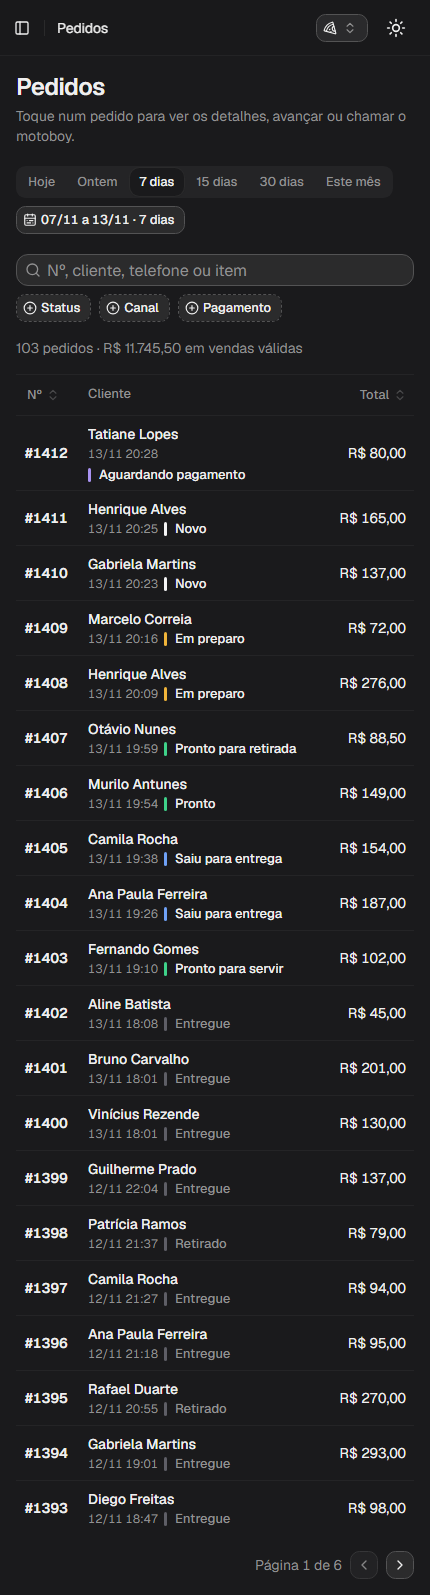 Pedidos
Pedidos
Toque num pedido para ver os detalhes, avançar ou chamar o
motoboy.
Hoje Ontem 7 dias 15 dias 30 dias Este mês
07/11 a 13/11 · 7 dias
Nº, cliente, telefone ou item
Status Canal Pagamento
103 pedidos · R$ 11.745,50 em vendas válidas
Nº Cliente Total
Tatiane Lopes
#1412 13/11 20:28 R$ 80,00
Aguardando pagamento
Henrique Alves
#1411 13/11 20:25 Novo R$ 165,00
Gabriela Martins
#1410 13/11 20:23 Novo R$ 137,00
Marcelo Correia
#1409 13/11 20:16 Em preparo R$ 72,00
Henrique Alves
#1408 13/11 20:09 Em preparo R$ 276,00
Otávio Nunes
#1407 13/11 19:59 Pronto para retirada R$ 88,50
Murilo Antunes
#1406 13/11 19:54 Pronto R$ 149,00
Camila Rocha
#1405 13/11 19:38 Saiu para entrega R$ 154,00
Ana Paula Ferreira
#1404 13/11 19:26 Saiu para entrega R$ 187,00
Fernando Gomes
#1403 13/11 19:10 Pronto para servir R$ 102,00
Aline Batista
#1402 13/11 18:08 Entregue R$ 45,00
Bruno Carvalho
#1401 13/11 18:01 Entregue R$ 201,00
Vinícius Rezende
#1400 13/11 18:01 Entregue R$ 130,00
Guilherme Prado
#1399 12/11 22:04 Entregue R$ 137,00
Patrícia Ramos
#1398 12/11 21:37 Retirado R$ 79,00
Camila Rocha
#1397 12/11 21:27 Entregue R$ 94,00
Ana Paula Ferreira
#1396 12/11 21:18 Entregue R$ 95,00
Rafael Duarte
#1395 12/11 20:55 Retirado R$ 270,00
Gabriela Martins
#1394 12/11 19:01 Entregue R$ 293,00
Diego Freitas
#1393 12/11 18:47 Entregue R$ 98,00
Página 1 de 6